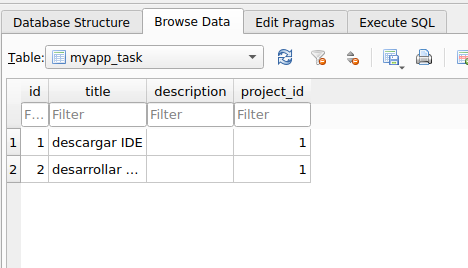 Database Structure Browse Data Edit Pragmas Execute SQL
Table: myapp_task
id title description project_id
F... Filter Filter Filter
1 1 descargar IDE 1
2 2 desarrollar ... 1